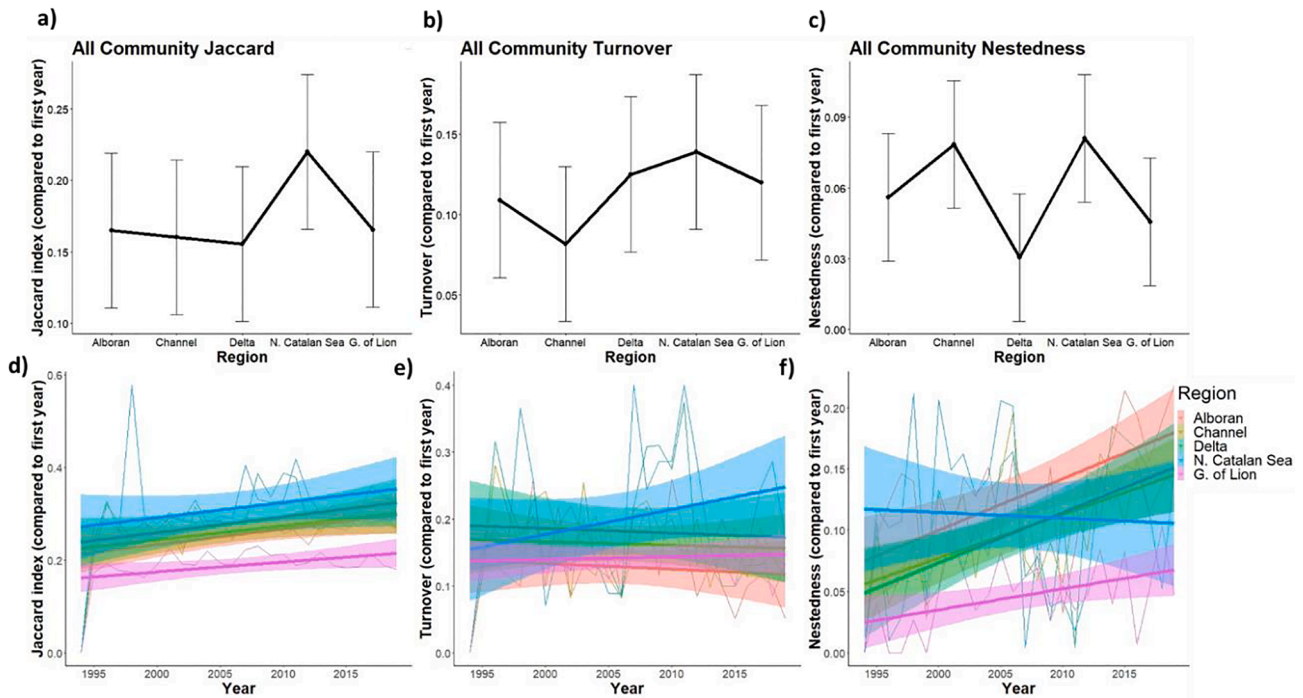 a)
All Community Jaccard
Jaccard index (compared to first year)
0.25
0.20
0.15
0.10
Alboran Channel Delta N. Catalan Sea G. of Lion
Region
b)
All Community Turnover
Turnover (compared to first year)
0.15
0.10
0.05
Alboran Channel Delta N. Catalan Sea G. of Lion
Region
c)
All Community Nestedness
Nestedness (compared to first year)
0.09
0.06
0.03
0.00
Alboran Channel Delta N. Catalan Sea G. of Lion
Region
d)
Jaccard index (compared to first year)
0.6
0.4
0.2
0.0
1995 2000 2005 2010 2015
Year
e)
Turnover (compared to first year)
0.4
0.3
0.2
0.1
0.0
1995 2000 2005 2010 2015
Year
f)
Nestedness (compared to first year)
0.20
0.15
0.10
0.05
0.00
1995 2000 2005 2010 2015
Year
Region
Alboran
Channel
Delta
N. Catalan Sea
G. of Lion